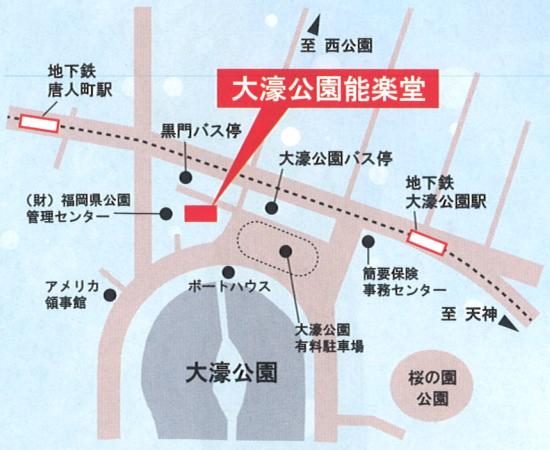 至 西公園
地下鉄
唐人町駅
大濠公園能楽堂
黒門バス停
大濠公園バス停
地下鉄
大濠公園駅
（財）福岡県公園
管理センター
簡要保険
事務センター
アメリカ
領事館
ボートハウス
至 天神
大濠公園
有料駐車場
大濠公園
桜の園
公園